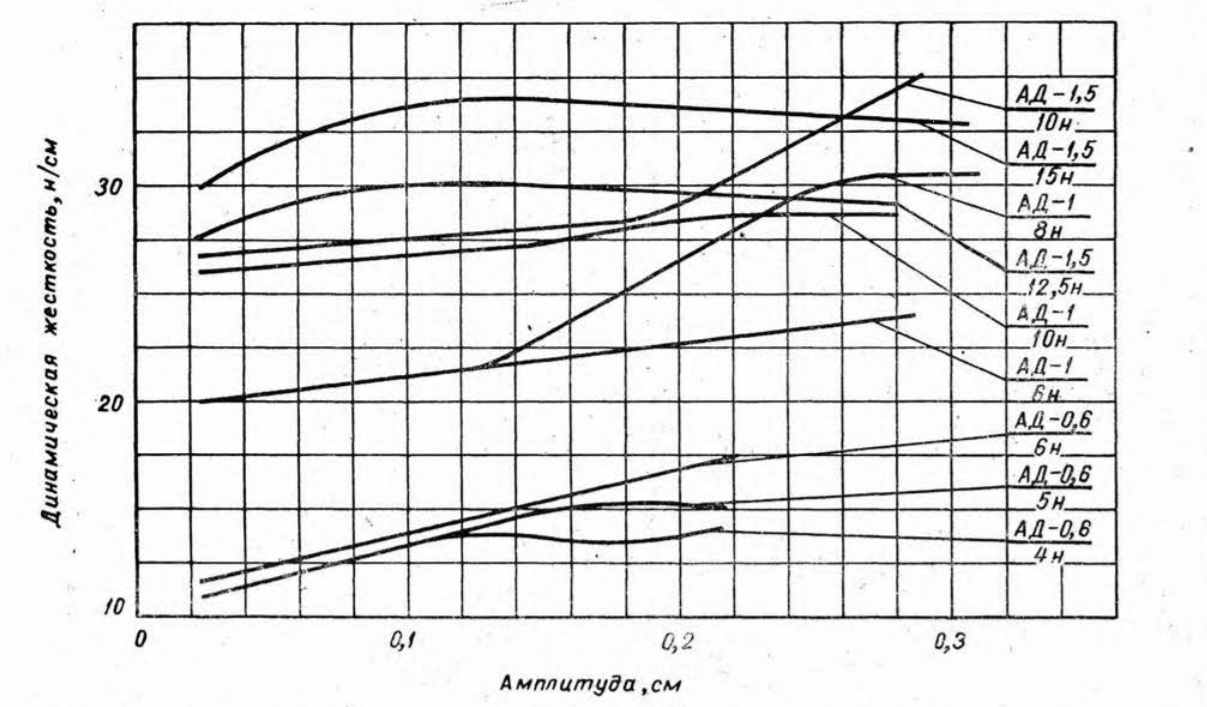 Динамическая жесткость, н/см
30
20
10
0
0,1
0,2
0,3
Амплитуда, см
АД-1,5
10н
АД-1,5
15н
АД-1
8н
АД-1,5
12,5н
АД-1
10н
АД-1
6н
АД-0,6
6н
АД-0,6
5н
АД-0,6
4н